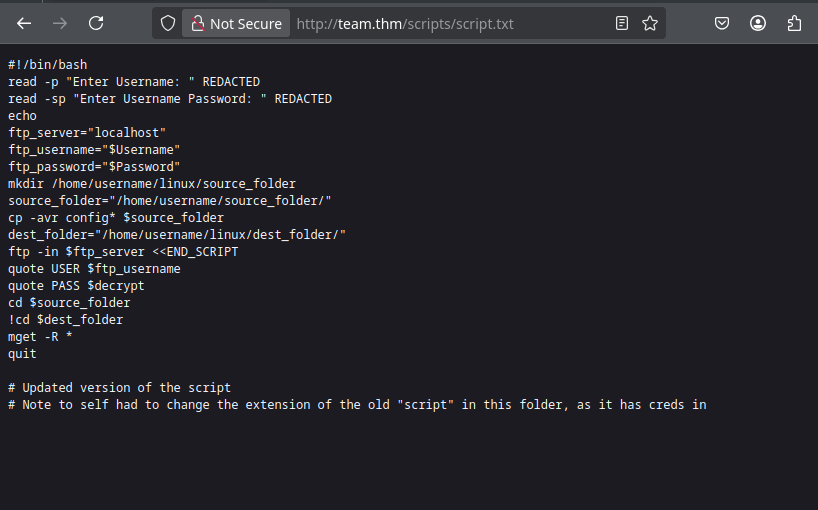 Not Secure http://team.thm/scripts/script.txt
#!/bin/bash
read -p "Enter Username: " REDACTED
read -sp "Enter Username Password: " REDACTED
echo
ftp_server="localhost"
ftp_username="$Username"
ftp_password="$Password"
mkdir /home/username/linux/source_folder
source_folder="/home/username/source_folder/"
cp -avr config* $source_folder
dest_folder="/home/username/linux/dest_folder/"
ftp -in $ftp_server <<END_SCRIPT
quote USER $ftp_username
quote PASS $decrypt
cd $source_folder
!cd $dest_folder
mget -R *
quit
# Updated version of the script
# Note to self had to change the extension of the old "script" in this folder, as it has creds in